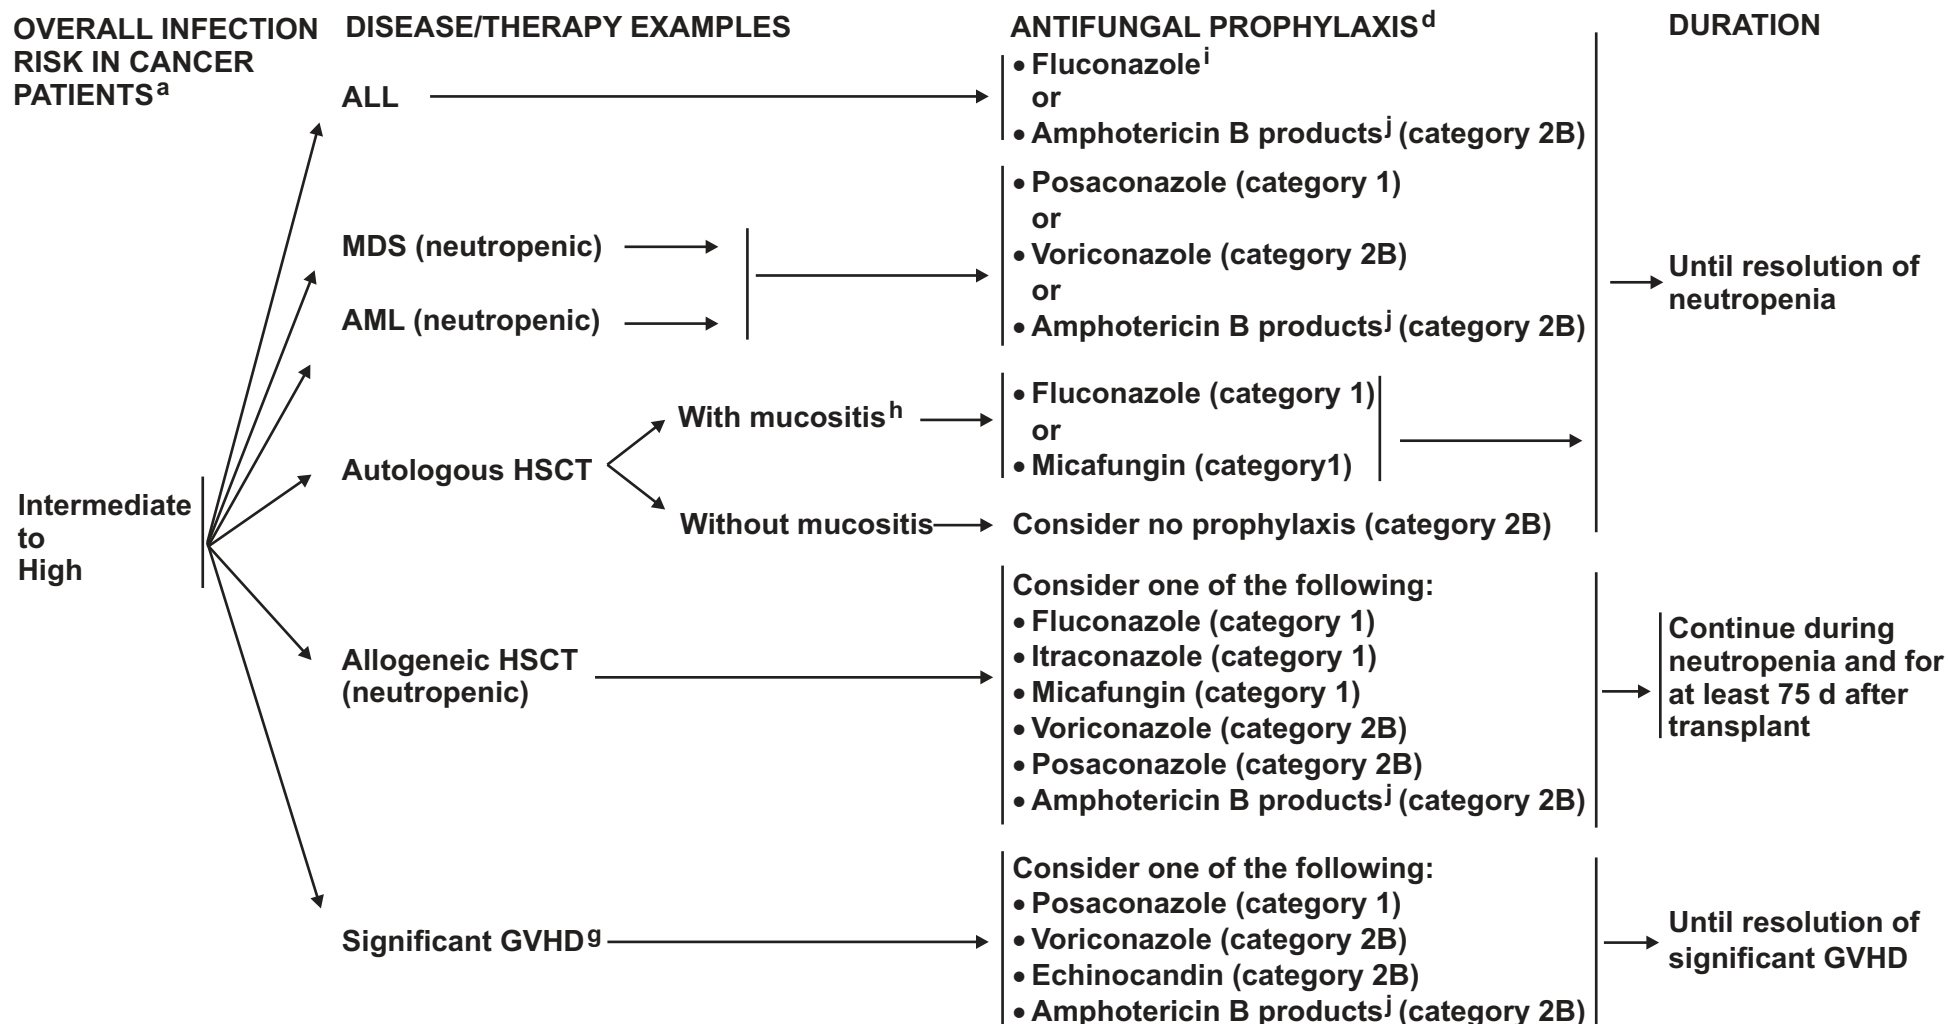 OVERALL INFECTION
RISK IN CANCER
PATIENTSa
DISEASE/THERAPY EXAMPLES
ANTIFUNGAL PROPHYLAXISd
DURATION
Intermediate
to
High
ALL
• Fluconazolei
or
• Amphotericin B productsj (category 2B)
MDS (neutropenic)
AML (neutropenic)
• Posaconazole (category 1)
or
• Voriconazole (category 2B)
or
• Amphotericin B productsj (category 2B)
Autologous HSCT
With mucositish
• Fluconazole (category 1)
or
• Micafungin (category1)
Without mucositis
Consider no prophylaxis (category 2B)
Until resolution of
neutropenia
Allogeneic HSCT
(neutropenic)
Consider one of the following:
• Fluconazole (category 1)
• Itraconazole (category 1)
• Micafungin (category 1)
• Voriconazole (category 2B)
• Posaconazole (category 2B)
• Amphotericin B productsj (category 2B)
Continue during
neutropenia and for
at least 75 d after
transplant
Significant GVHDg
Consider one of the following:
• Posaconazole (category 1)
• Voriconazole (category 2B)
• Echinocandin (category 2B)
• Amphotericin B productsj (category 2B)
Until resolution of
significant GVHD